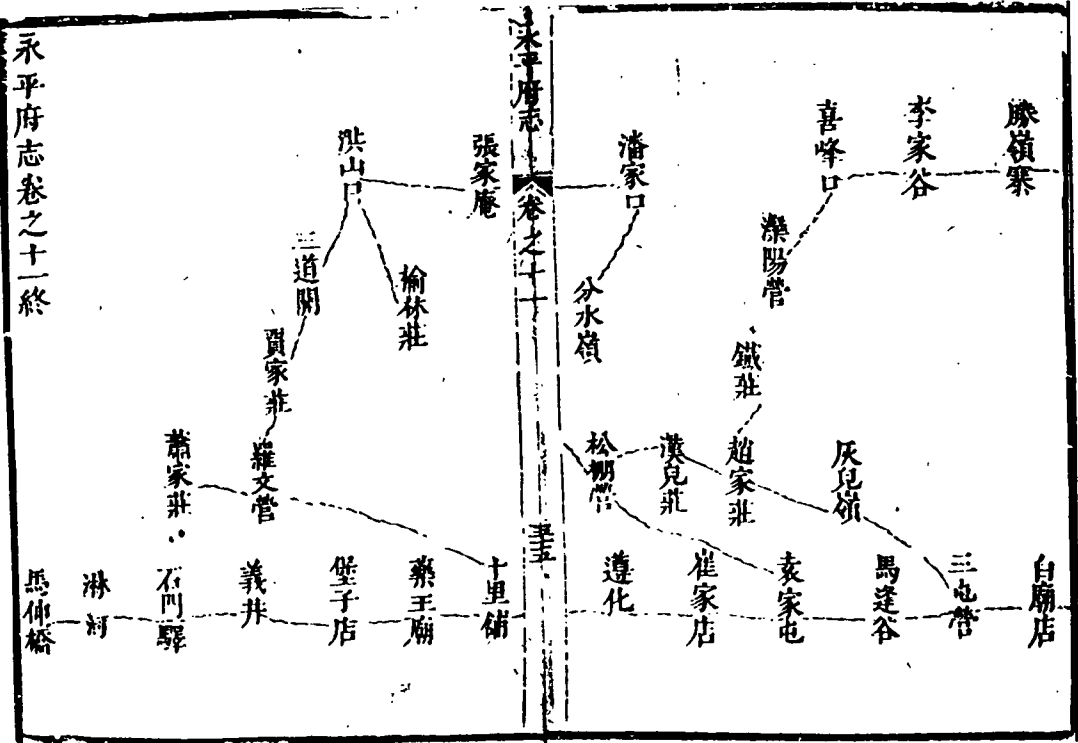 勝嶺寨
李家谷
喜峰口
灤陽營
鐵莊
趙家莊
灰兒嶺
漢兒莊
松棚營
潘家口
分水嶺
白廟店
三屯營
馬逢谷
袁家屯
崔家店
遵化
永平府志
卷之十一
五
張家庵
洪山口
榆林莊
三道關
賈家莊
羅文營
蕭家莊
十里舖
藥王廟
堡子店
義井
石門驛
淋河
馬伸橋
永平府志卷之十一終